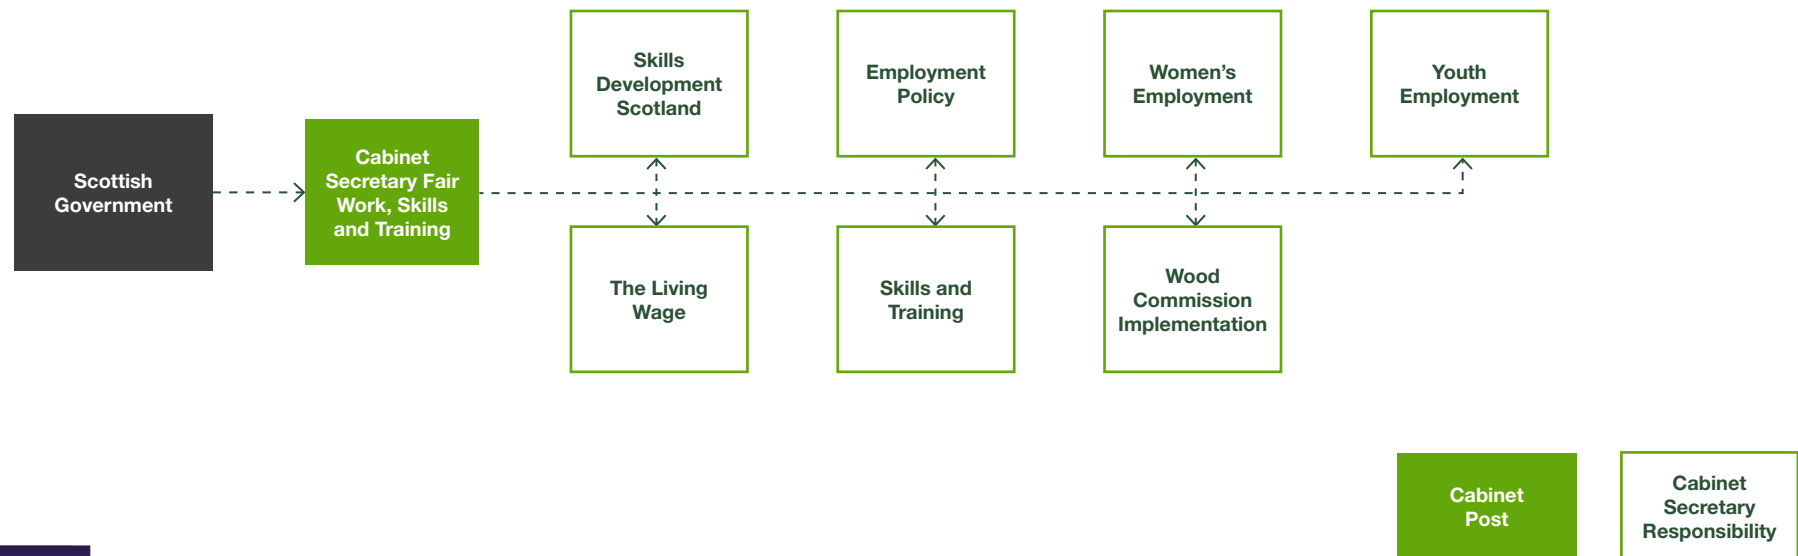 Scottish
Government
Cabinet
Secretary Fair
Work, Skills
and Training
Skills
Development
Scotland
Employment
Policy
Women’s
Employment
Youth
Employment
The Living
Wage
Skills and
Training
Wood
Commission
Implementation
Cabinet
Post
Cabinet
Secretary
Responsibility